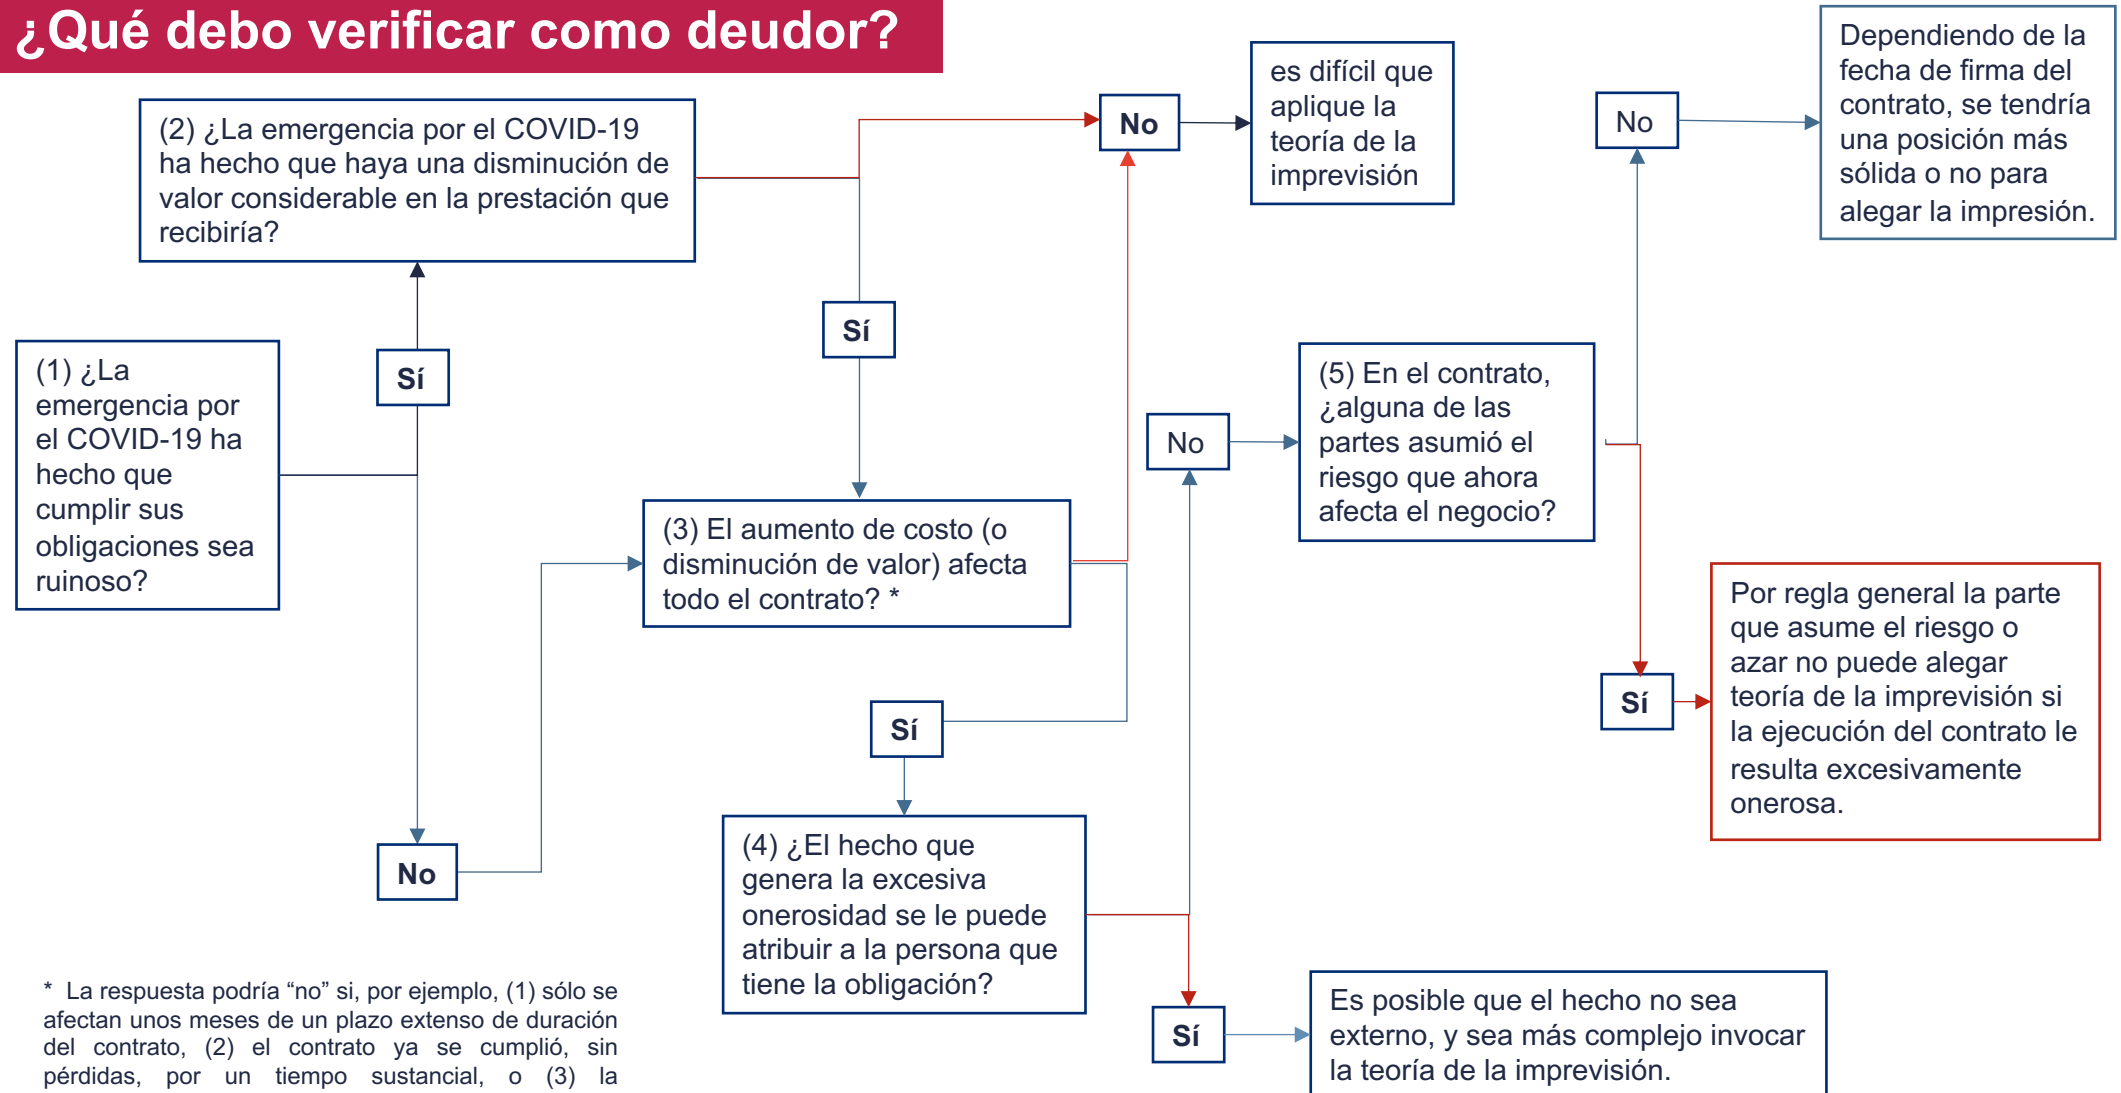 ¿Qué debo verificar como deudor?
(1) ¿La
emergencia por
el COVID-19 ha
hecho que
cumplir sus
obligaciones sea
ruinoso?
Sí
No
(2) ¿La emergencia por el COVID-19
ha hecho que haya una disminución de
valor considerable en la prestación que
recibiría?
No
es difícil que
aplique la
teoría de la
imprevisión
Sí
(3) El aumento de costo (o
disminución de valor) afecta
todo el contrato? *
Sí
(4) ¿El hecho que
genera la excesiva
onerosidad se le puede
atribuir a la persona que
tiene la obligación?
No
Sí
Es posible que el hecho no sea
externo, y sea más complejo invocar
la teoría de la imprevisión.
(5) En el contrato,
¿alguna de las
partes asumió el
riesgo que ahora
afecta el negocio?
No
Dependiendo de la
fecha de firma del
contrato, se tendría
una posición más
sólida o no para
alegar la impresión.
Sí
Por regla general la parte
que asume el riesgo o
azar no puede alegar
teoría de la imprevisión si
la ejecución del contrato le
resulta excesivamente
onerosa.
* La respuesta podría “no” si, por ejemplo, (1) sólo se
afectan unos meses de un plazo extenso de duración
del contrato, (2) el contrato ya se cumplió, sin
pérdidas, por un tiempo sustancial, o (3) la